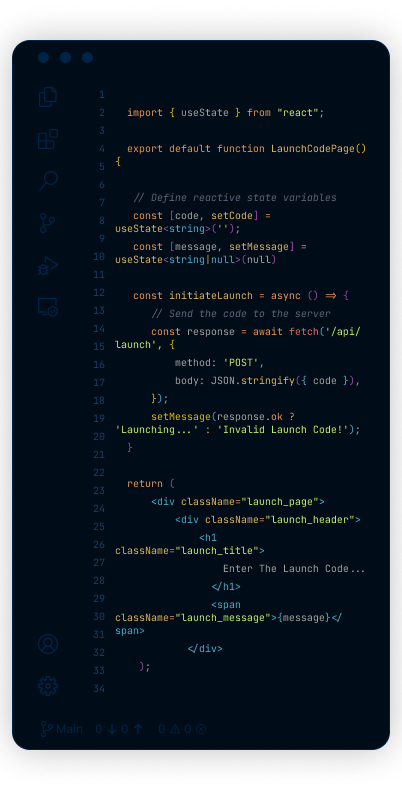 1
2 import { useState } from "react";
3
4 export default function LaunchCodePage()
5 {
6
7 // Define reactive state variables
8 const [code, setCode] =
useState<string>('');
9
10 const [message, setMessage] =
useState<string|null>(null)
11
12 const initiateLaunch = async () => {
13 // Send the code to the server
14 const response = await fetch('/api/
15 launch', {
16 method: 'POST',
17 body: JSON.stringify({ code }),
18 });
19 setMessage(response.ok ?
20 'Launching...' : 'Invalid Launch Code!');
21 }
22
23 return (
24 <div className="launch_page">
25 <div className="launch_header">
26 <h1
className="launch_title">
27 Enter The Launch Code...
28 </h1>
29 <span
30 className="launch_message">{message}</
31 span>
32 </div>
33 );
34
Main 0 ↓ 0 ↑ 0 0